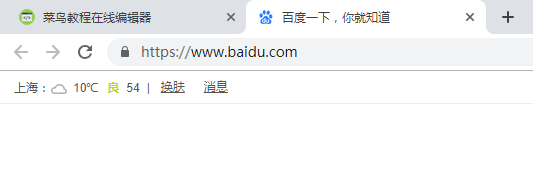 菜鸟教程在线编辑器 百度一下，你就知道
https://www.baidu.com
上海： 10℃ 良 54 | 换肤 消息